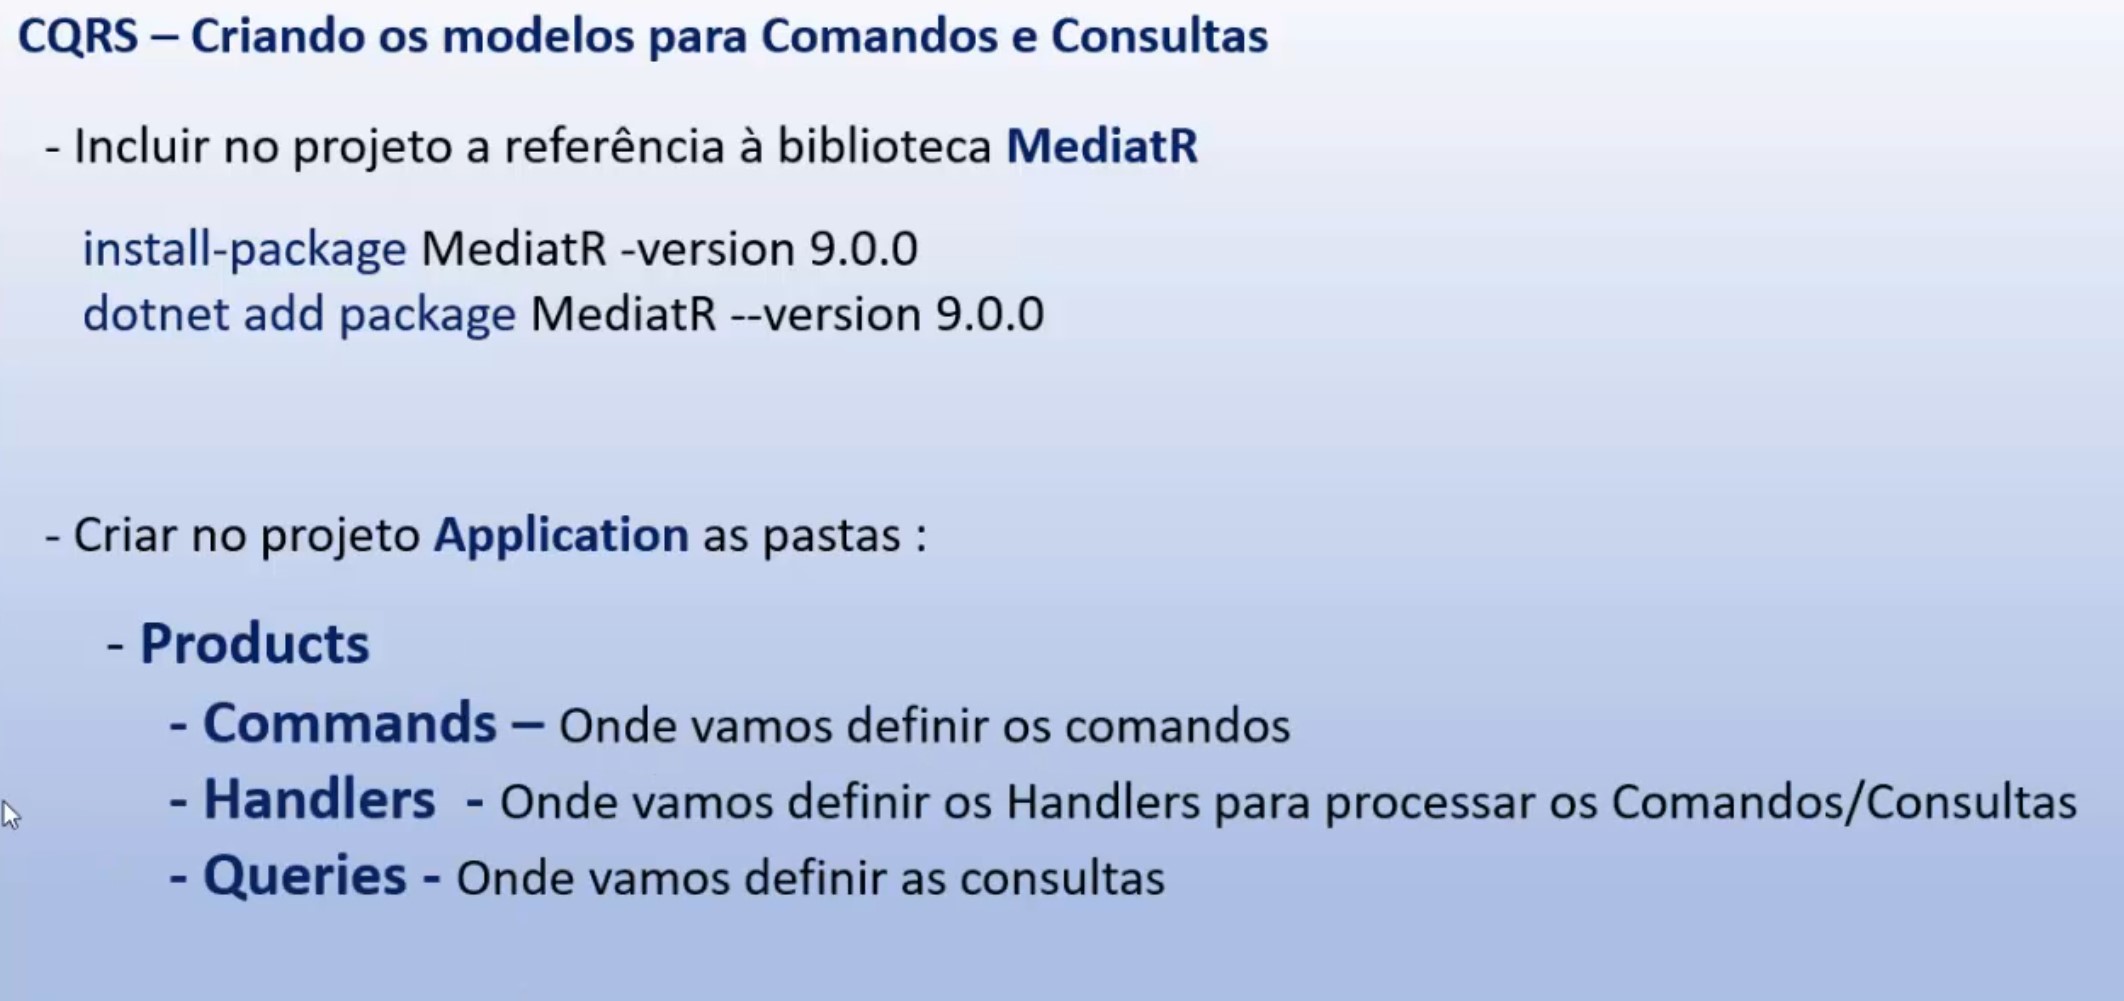 CQRS – Criando os modelos para Comandos e Consultas
- Incluir no projeto a referência à biblioteca MediatR
install-package MediatR -version 9.0.0
dotnet add package MediatR --version 9.0.0
- Criar no projeto Application as pastas :
- Products
- Commands – Onde vamos definir os comandos
- Handlers - Onde vamos definir os Handlers para processar os Comandos/Consultas
- Queries - Onde vamos definir as consultas